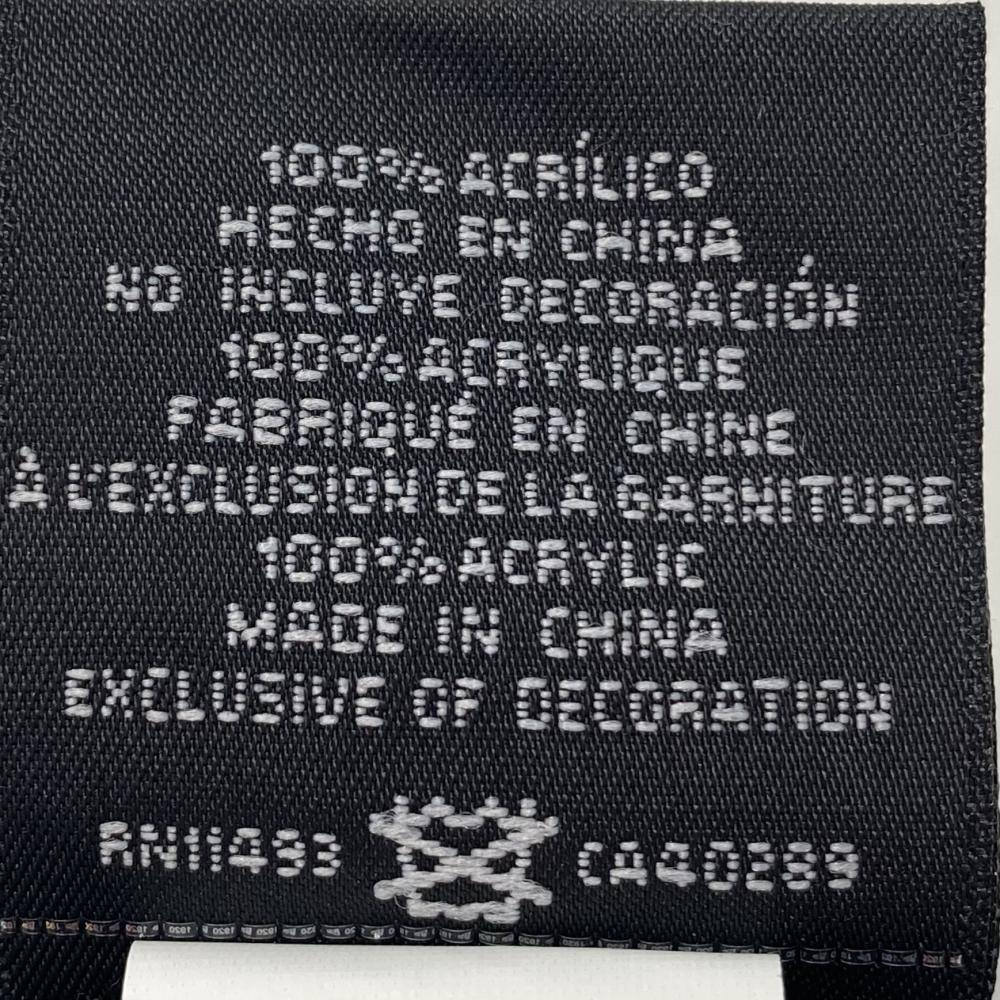 100% ACRÍLICO
HECHO EN CHINA
NO INCLUYE DECORACIÓN
100% ACRYLIQUE
FABRIQUÉ EN CHINE
À L'EXCLUSION DE LA GARNITURE
100% ACRYLIC
MADE IN CHINA
EXCLUSIVE OF DECORATION
RN11493 CA40289